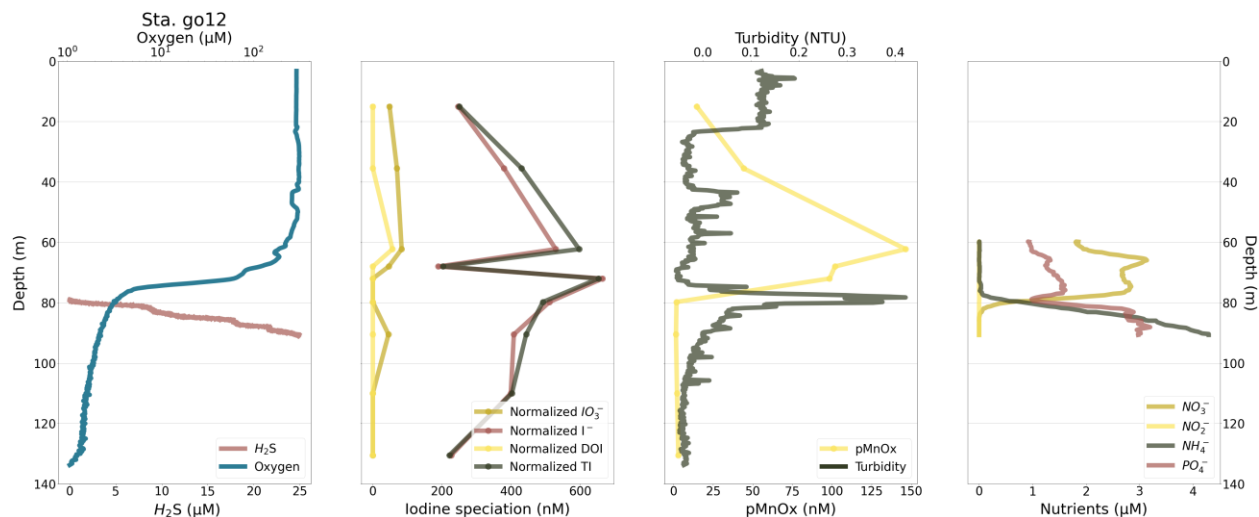 Sta. go12
Oxygen (μM)
10⁰ 10¹ 10²
0
20
40
60
80
100
120
140
Depth (m)
H₂S
Oxygen
0 5 10 15 20 25
H₂S (μM)
Normalized IO₃⁻
Normalized I⁻
Normalized DOI
Normalized TI
0 200 400 600
Iodine speciation (nM)
Turbidity (NTU)
0.0 0.1 0.2 0.3 0.4
pMnOx
Turbidity
0 25 50 75 100 125 150
pMnOx (nM)
0
20
40
60
80
100
120
140
Depth (m)
NO₃⁻
NO₂⁻
NH₄⁻
PO₄⁻
0 1 2 3 4
Nutrients (μM)